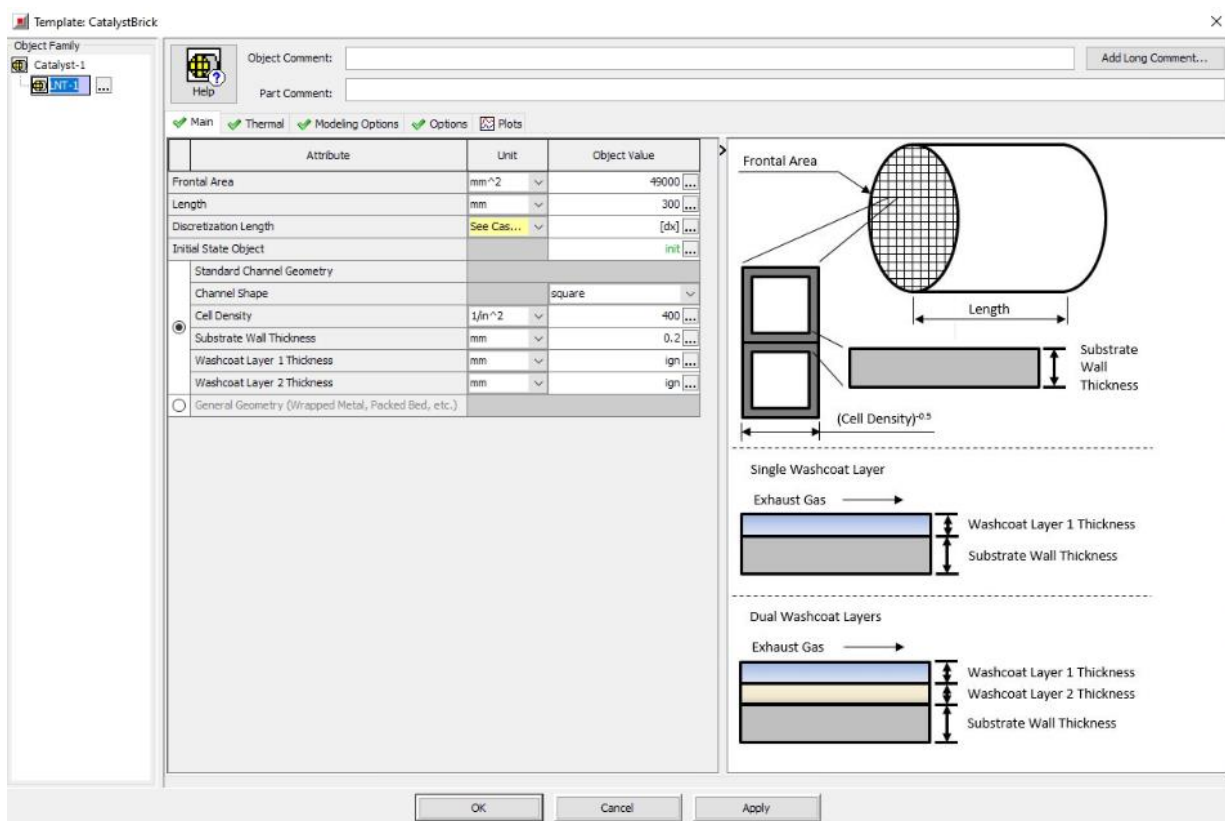 Template: CatalystBrick
Object Family
Catalyst-1
LNT-1 ...
Help
Object Comment:
Add Long Comment...
Part Comment:
Main Thermal Modeling Options Options Plots
Attribute Unit Object Value
Frontal Area mm^2 49000 ...
Length mm 300 ...
Discretization Length See Cas... [dx] ...
Initial State Object init ...
Standard Channel Geometry
Channel Shape square
Cell Density 1/in^2 400 ...
Substrate Wall Thickness mm 0.2 ...
Washcoat Layer 1 Thickness mm ign ...
Washcoat Layer 2 Thickness mm ign ...
General Geometry (Wrapped Metal, Packed Bed, etc.)
Frontal Area
Length
Substrate
Wall
Thickness
(Cell Density)-0.5
Single Washcoat Layer
Exhaust Gas
Washcoat Layer 1 Thickness
Substrate Wall Thickness
Dual Washcoat Layers
Exhaust Gas
Washcoat Layer 1 Thickness
Washcoat Layer 2 Thickness
Substrate Wall Thickness
OK Cancel Apply